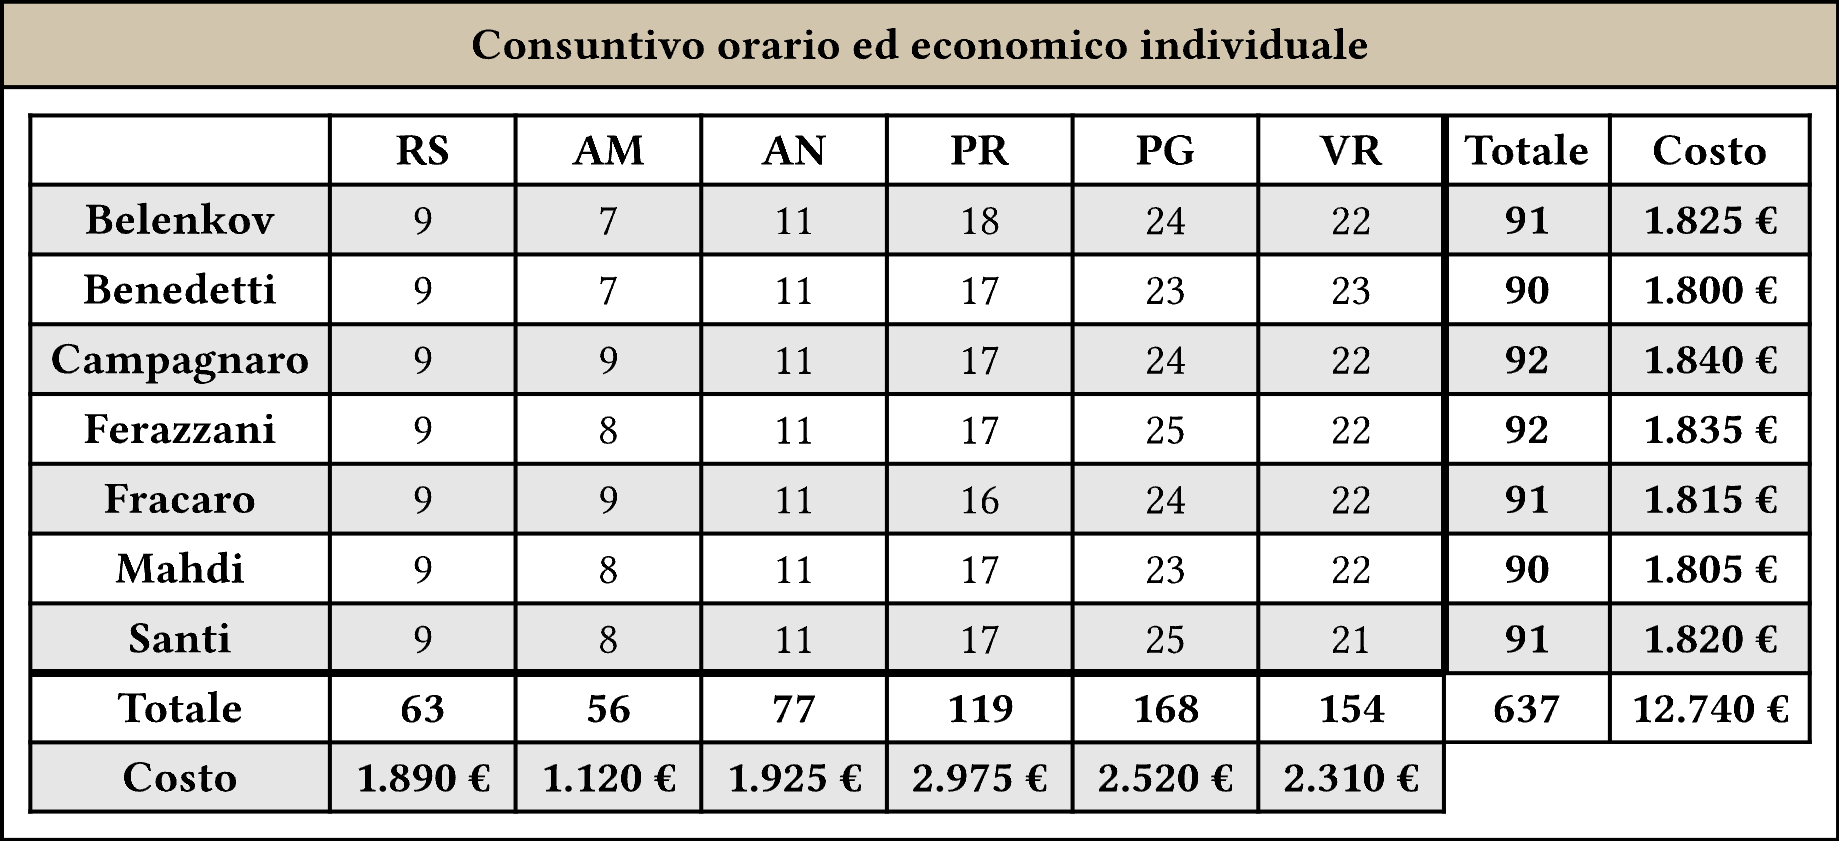 Consuntivo orario ed economico individuale
RS AM AN PR PG VR Totale Costo
Belenkov 9 7 11 18 24 22 91 1.825 €
Benedetti 9 7 11 17 23 23 90 1.800 €
Campagnaro 9 9 11 17 24 22 92 1.840 €
Ferazzani 9 8 11 17 25 22 92 1.835 €
Fracaro 9 9 11 16 24 22 91 1.815 €
Mahdi 9 8 11 17 23 22 90 1.805 €
Santi 9 8 11 17 25 21 91 1.820 €
Totale 63 56 77 119 168 154 637 12.740 €
Costo 1.890 € 1.120 € 1.925 € 2.975 € 2.520 € 2.310 €